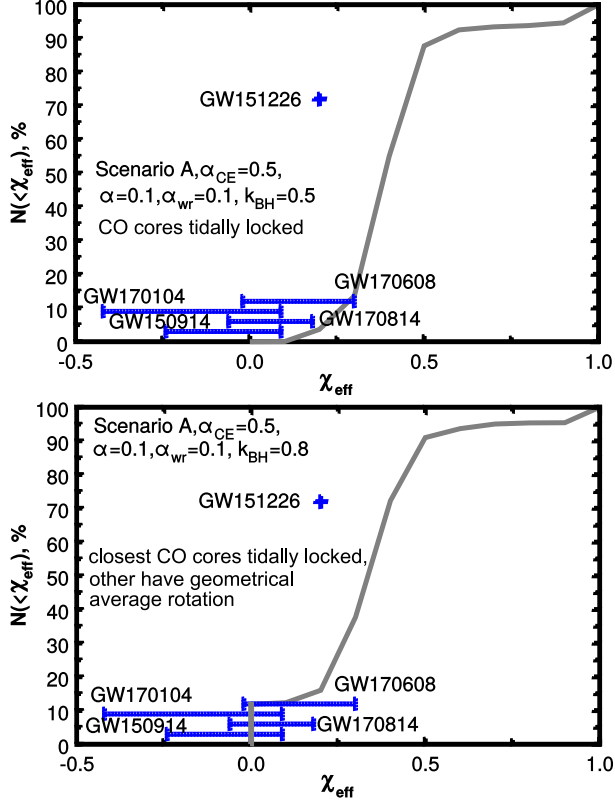 100
90
80
70
60
50
40
30
20
10
0
N(<χeff), %
GW151226
Scenario A,αCE=0.5,
α=0.1,αwr=0.1, kBH=0.5
CO cores tidally locked
GW170608
GW170104
GW150914
GW170814
-0.5 0.0 0.5 1.0
χeff
100
90
80
70
60
50
40
30
20
10
0
N(<χeff), %
Scenario A,αCE=0.5,
α=0.1,αwr=0.1, kBH=0.8
GW151226
closest CO cores tidally locked,
other have geometrical
average rotation
GW170608
GW170104
GW150914
GW170814
-0.5 0.0 0.5 1.0
χeff